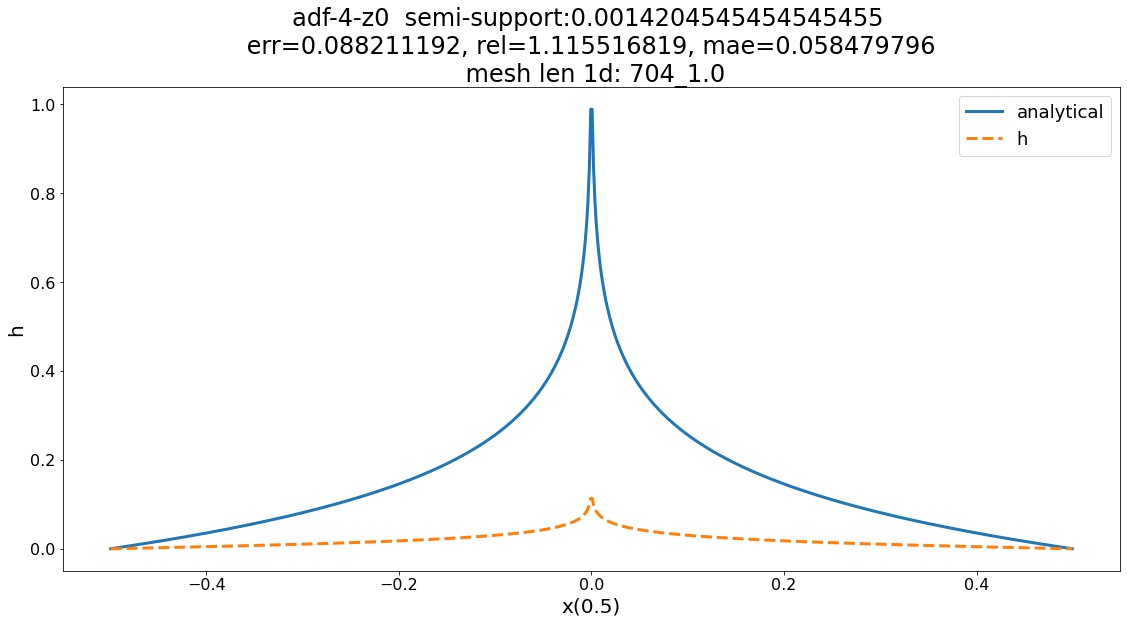 adf-4-z0  semi-support:0.0014204545454545455
err=0.088211192, rel=1.115516819, mae=0.058479796
mesh len 1d: 704_1.0
analytical
h
h
1.0
0.8
0.6
0.4
0.2
0.0
−0.4
−0.2
0.0
0.2
0.4
x(0.5)